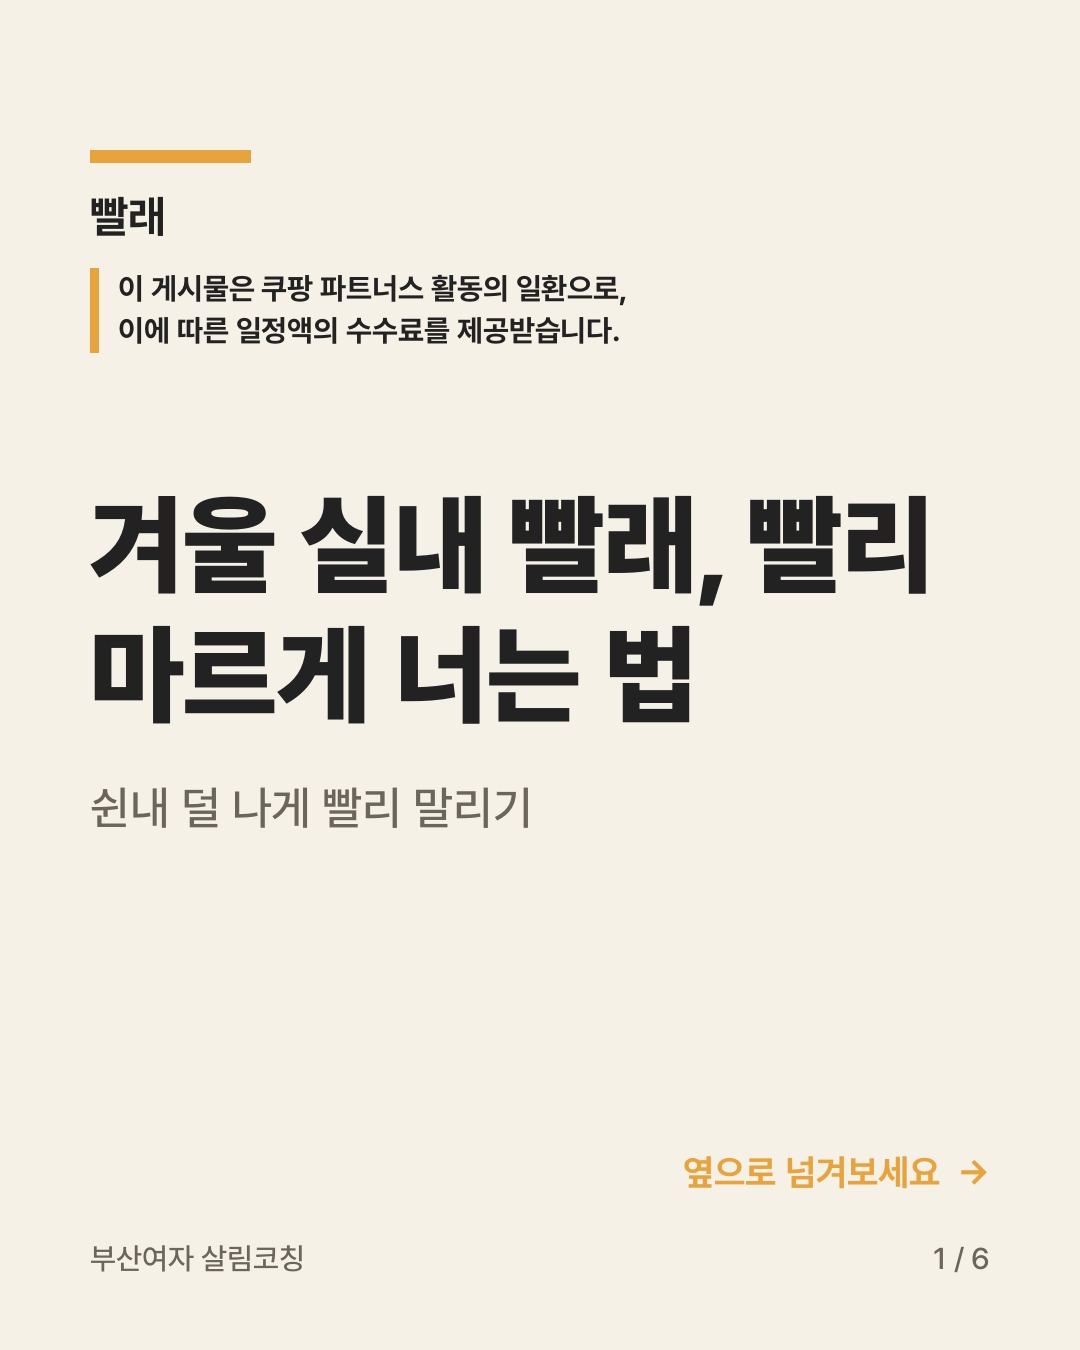 빨래
이 게시물은 쿠팡 파트너스 활동의 일환으로,
이에 따른 일정액의 수수료를 제공받습니다.
겨울 실내 빨래, 빨리
마르게 너는 법
쉰내 덜 나게 빨리 말리기
옆으로 넘겨보세요 →
부산여자 살림코칭
1 / 6